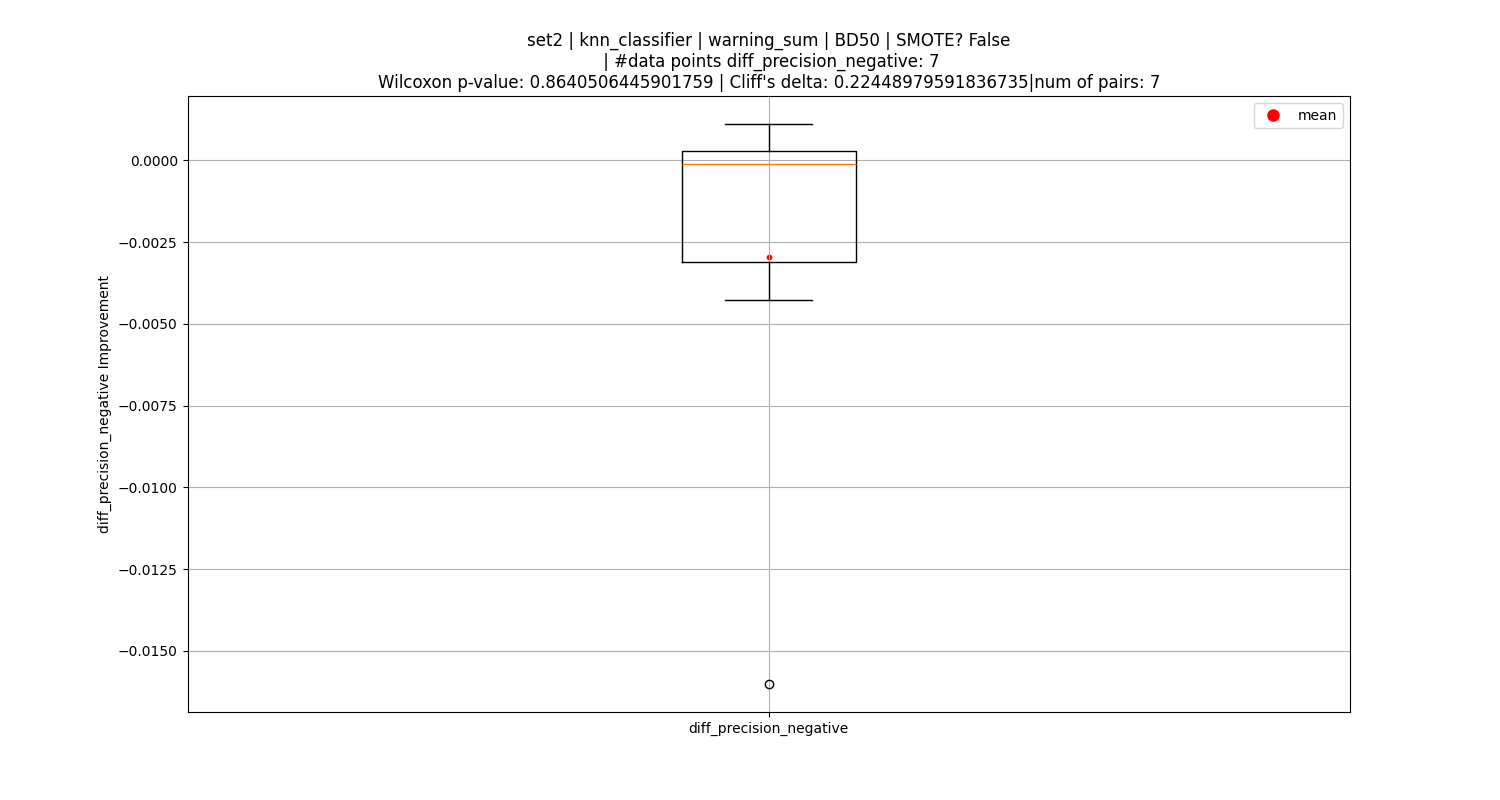 set2 | knn_classifier | warning_sum | BD50 | SMOTE? False
| #data points diff_precision_negative: 7
Wilcoxon p-value: 0.8640506445901759 | Cliff's delta: 0.22448979591836735|num of pairs: 7
mean
0.0000
−0.0025
−0.0050
−0.0075
−0.0100
−0.0125
−0.0150
diff_precision_negative Improvement
diff_precision_negative